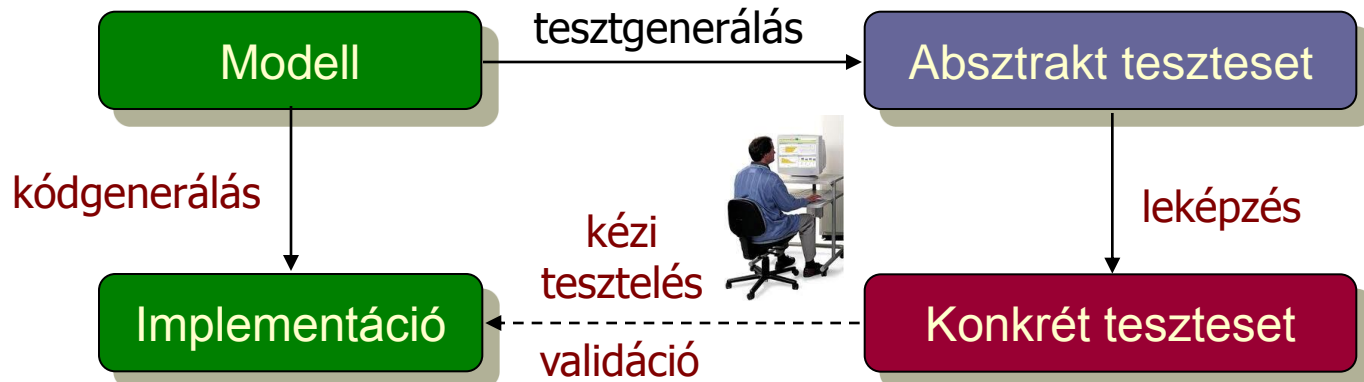 tesztgenerálás
Modell
Absztrakt teszteset
kódgenerálás
leképzés
kézi
tesztelés
Implementáció
Konkrét teszteset
validáció